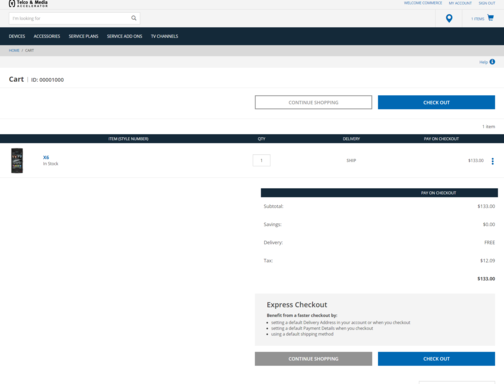 Telco & Media
ACCELERATOR
WELCOME COMMERCE MY ACCOUNT SIGN OUT
I'm looking for
1 ITEMS
DEVICES ACCESSORIES SERVICE PLANS SERVICE ADD ONS TV CHANNELS
HOME > CART
Help
Cart | ID: 00001000
CONTINUE SHOPPING CHECK OUT
1 item
ITEM (STYLE NUMBER) QTY DELIVERY PAY ON CHECKOUT
X6 1 SHIP $133.00
In Stock
PAY ON CHECKOUT
Subtotal: $133.00
Savings: $0.00
Delivery: FREE
Tax: $12.09
$133.00
Express Checkout
Benefit from a faster checkout by:
• setting a default Delivery Address in your account or when you checkout
• setting a default Payment Details when you checkout
• using a default shipping method
CONTINUE SHOPPING CHECK OUT